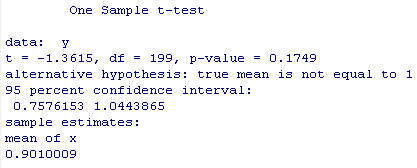 One Sample t-test
data: y
t = -1.3615, df = 199, p-value = 0.1749
alternative hypothesis: true mean is not equal to 1
95 percent confidence interval:
0.7576153 1.0443865
sample estimates:
mean of x
0.9010009